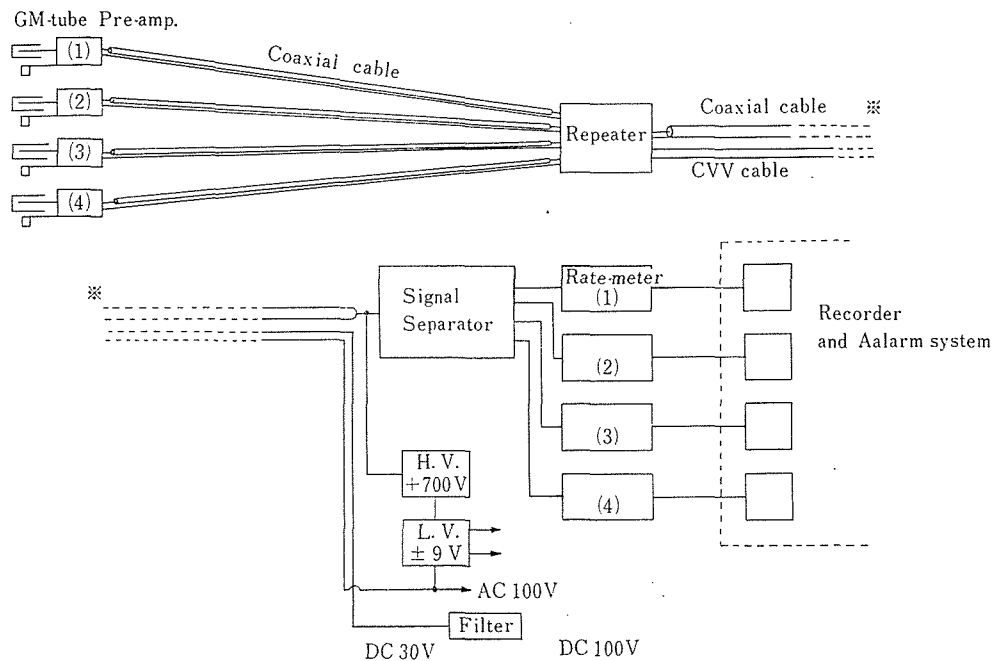 GM-tube Pre-amp.
(1)
Coaxial cable
(2)
(3)
(4)
Repeater
Coaxial cable ※
CVV cable
※
Signal
Separator
Rate-meter
(1)
(2)
(3)
(4)
Recorder
and Aalarm system
H. V.
+700 V
L. V.
± 9 V
AC 100V
Filter
DC 30V
DC 100V